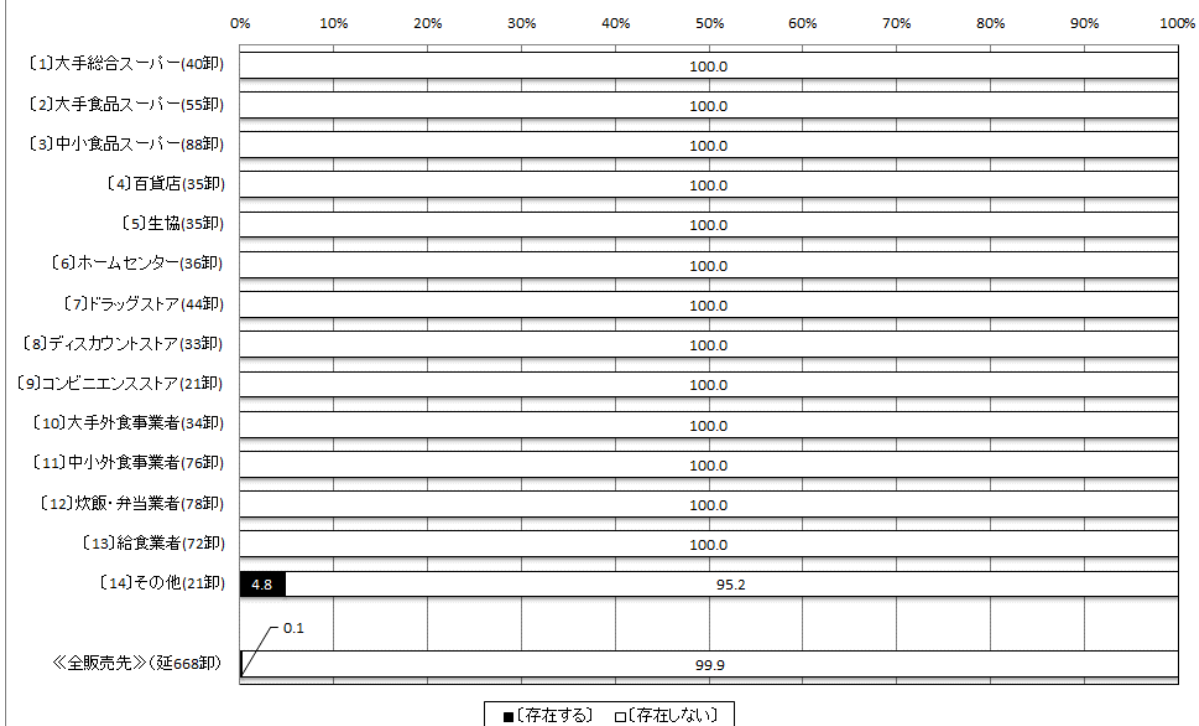 0% 10% 20% 30% 40% 50% 60% 70% 80% 90% 100%
〔1〕大手総合スーパー(40卸) 100.0
〔2〕大手食品スーパー(55卸) 100.0
〔3〕中小食品スーパー(88卸) 100.0
〔4〕百貨店(35卸) 100.0
〔5〕生協(35卸) 100.0
〔6〕ホームセンター(36卸) 100.0
〔7〕ドラッグストア(44卸) 100.0
〔8〕ディスカウントストア(33卸) 100.0
〔9〕コンビニエンスストア(21卸) 100.0
〔10〕大手外食事業者(34卸) 100.0
〔11〕中小外食事業者(76卸) 100.0
〔12〕炊飯・弁当業者(78卸) 100.0
〔13〕給食業者(72卸) 100.0
〔14〕その他(21卸) 4.8 95.2
0.1
≪全販売先≫(延668卸) 99.9
■〔存在する〕 □〔存在しない〕